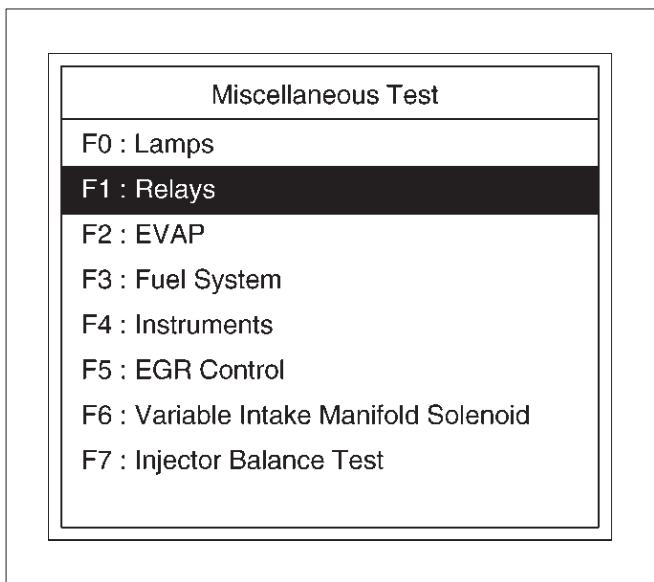 Miscellaneous Test
F0 : Lamps
F1 : Relays
F2 : EVAP
F3 : Fuel System
F4 : Instruments
F5 : EGR Control
F6 : Variable Intake Manifold Solenoid
F7 : Injector Balance Test